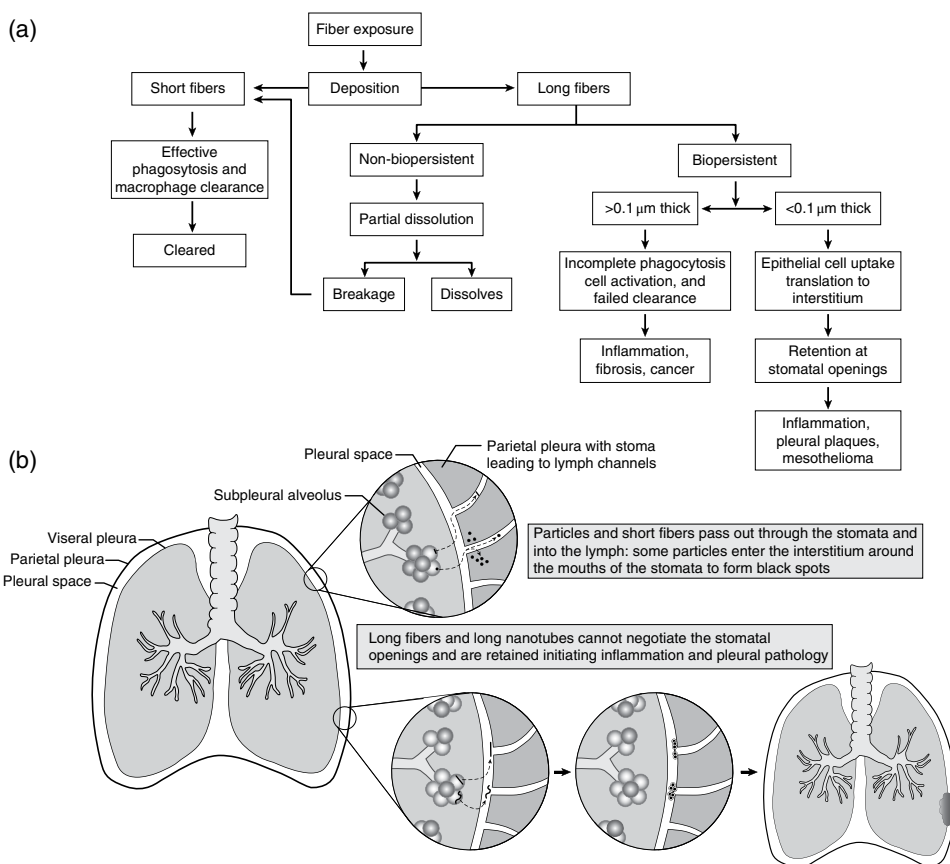 (a)
Fiber exposure
Short fibers
Deposition
Long fibers
Effective
phagosytosis and
macrophage clearance
Cleared
Non-biopersistent
Partial dissolution
Breakage
Dissolves
Biopersistent
>0.1 μm thick
<0.1 μm thick
Incomplete phagocytosis
cell activation, and
failed clearance
Inflammation,
fibrosis, cancer
Epithelial cell uptake
translation to
interstitium
Retention at
stomatal openings
Inflammation,
pleural plaques,
mesothelioma
(b)
Pleural space
Parietal pleura with stoma
leading to lymph channels
Subpleural alveolus
Viseral pleura
Parietal pleura
Pleural space
Particles and short fibers pass out through the stomata and
into the lymph: some particles enter the interstitium around
the mouths of the stomata to form black spots
Long fibers and long nanotubes cannot negotiate the stomatal
openings and are retained initiating inflammation and pleural pathology